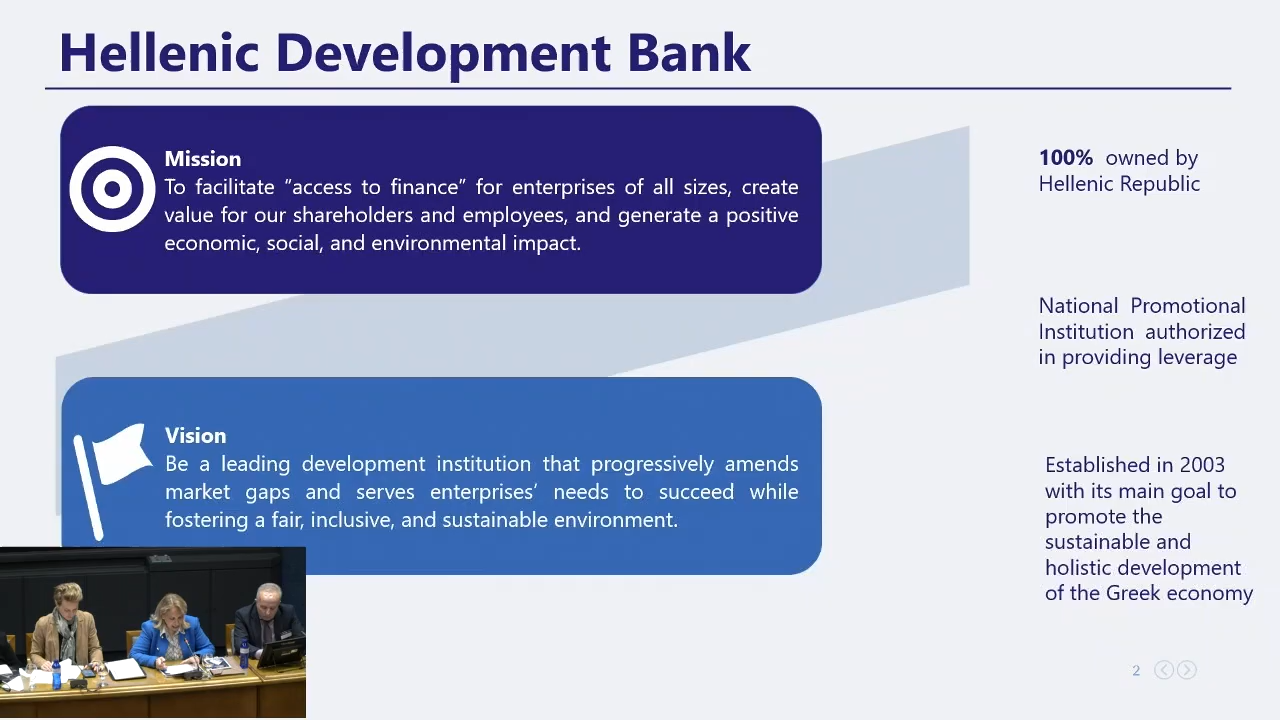 Hellenic Development Bank
Mission
To facilitate “access to finance” for enterprises of all sizes, create
value for our shareholders and employees, and generate a positive
economic, social, and environmental impact.
Vision
Be a leading development institution that progressively amends
market gaps and serves enterprises’ needs to succeed while
fostering a fair, inclusive, and sustainable environment.
100% owned by
Hellenic Republic
National Promotional
Institution authorized
in providing leverage
Established in 2003
with its main goal to
promote the
sustainable and
holistic development
of the Greek economy
2